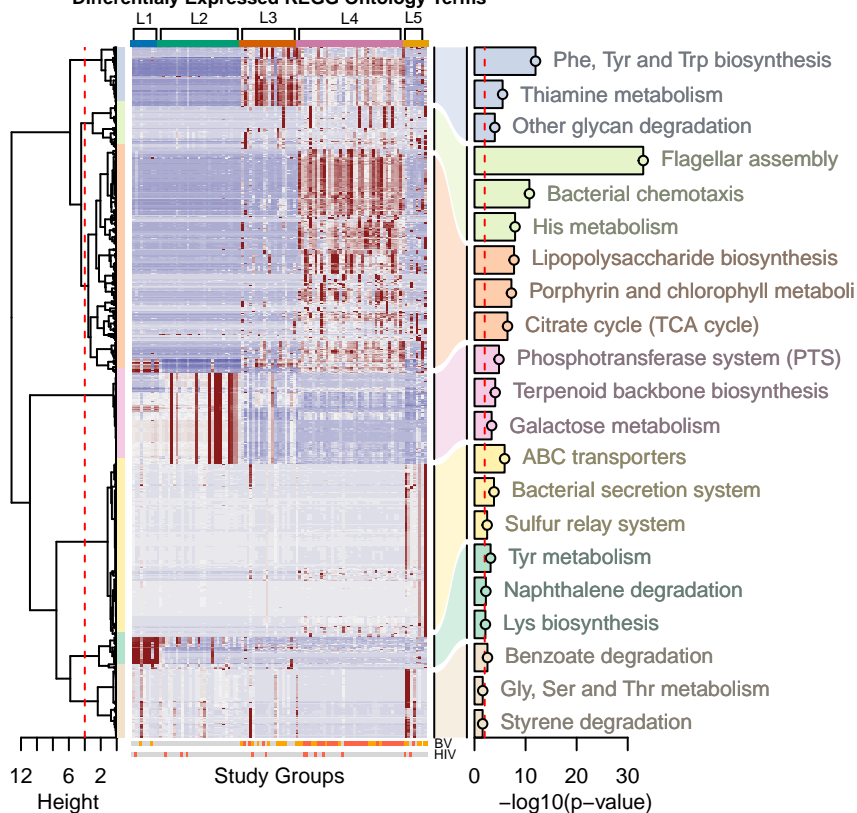 Differentialy Expressed KEGG Ontology Terms
L1 L2 L3 L4 L5
Phe, Tyr and Trp biosynthesis
Thiamine metabolism
Other glycan degradation
Flagellar assembly
Bacterial chemotaxis
His metabolism
Lipopolysaccharide biosynthesis
Porphyrin and chlorophyll metaboli
Citrate cycle (TCA cycle)
Phosphotransferase system (PTS)
Terpenoid backbone biosynthesis
Galactose metabolism
ABC transporters
Bacterial secretion system
Sulfur relay system
Tyr metabolism
Naphthalene degradation
Lys biosynthesis
Benzoate degradation
Gly, Ser and Thr metabolism
Styrene degradation
BV
HIV
12 6 2
Height
Study Groups
0 10 20 30
−log10(p−value)